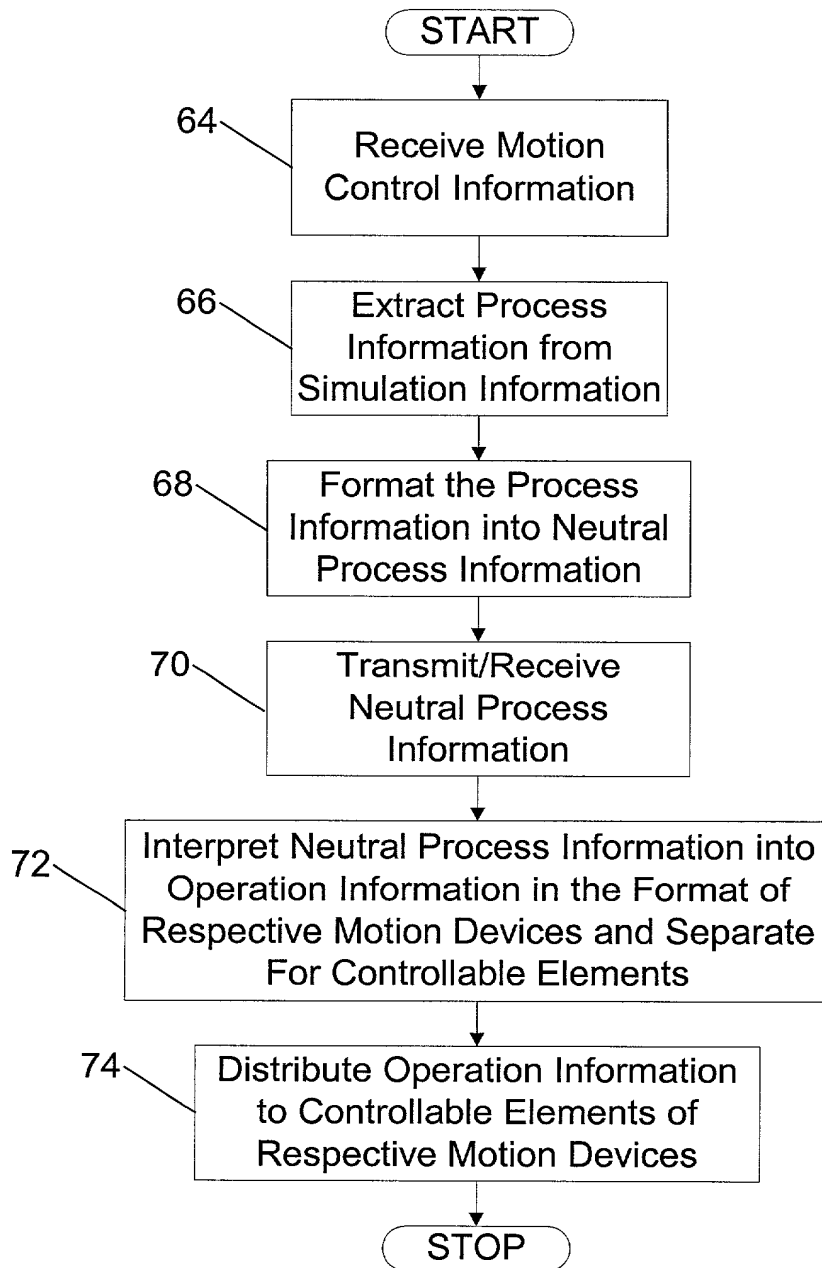 START
64
Receive Motion
Control Information
66
Extract Process
Information from
Simulation Information
68
Format the Process
Information into Neutral
Process Information
70
Transmit/Receive
Neutral Process
Information
72
Interpret Neutral Process Information into
Operation Information in the Format of
Respective Motion Devices and Separate
For Controllable Elements
74
Distribute Operation Information
to Controllable Elements of
Respective Motion Devices
STOP